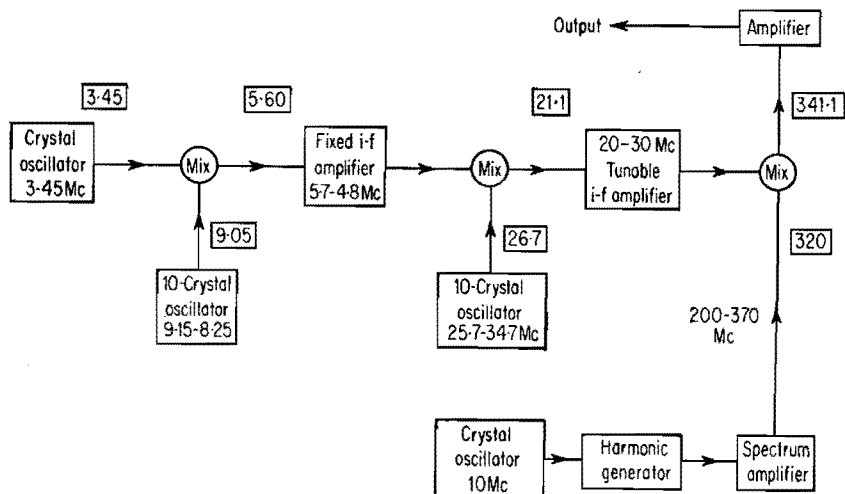 Output
Amplifier
3·45
5·60
21·1
341·1
Crystal
oscillator
3·45Mc
Mix
Fixed i-f
amplifier
5·7-4·8Mc
Mix
20-30 Mc
Tunable
i-f amplifier
Mix
9·05
26·7
320
10-Crystal
oscillator
9·15-8·25
10-Crystal
oscillator
25·7-34·7Mc
200-370
Mc
Crystal
oscillator
10Mc
Harmonic
generator
Spectrum
amplifier